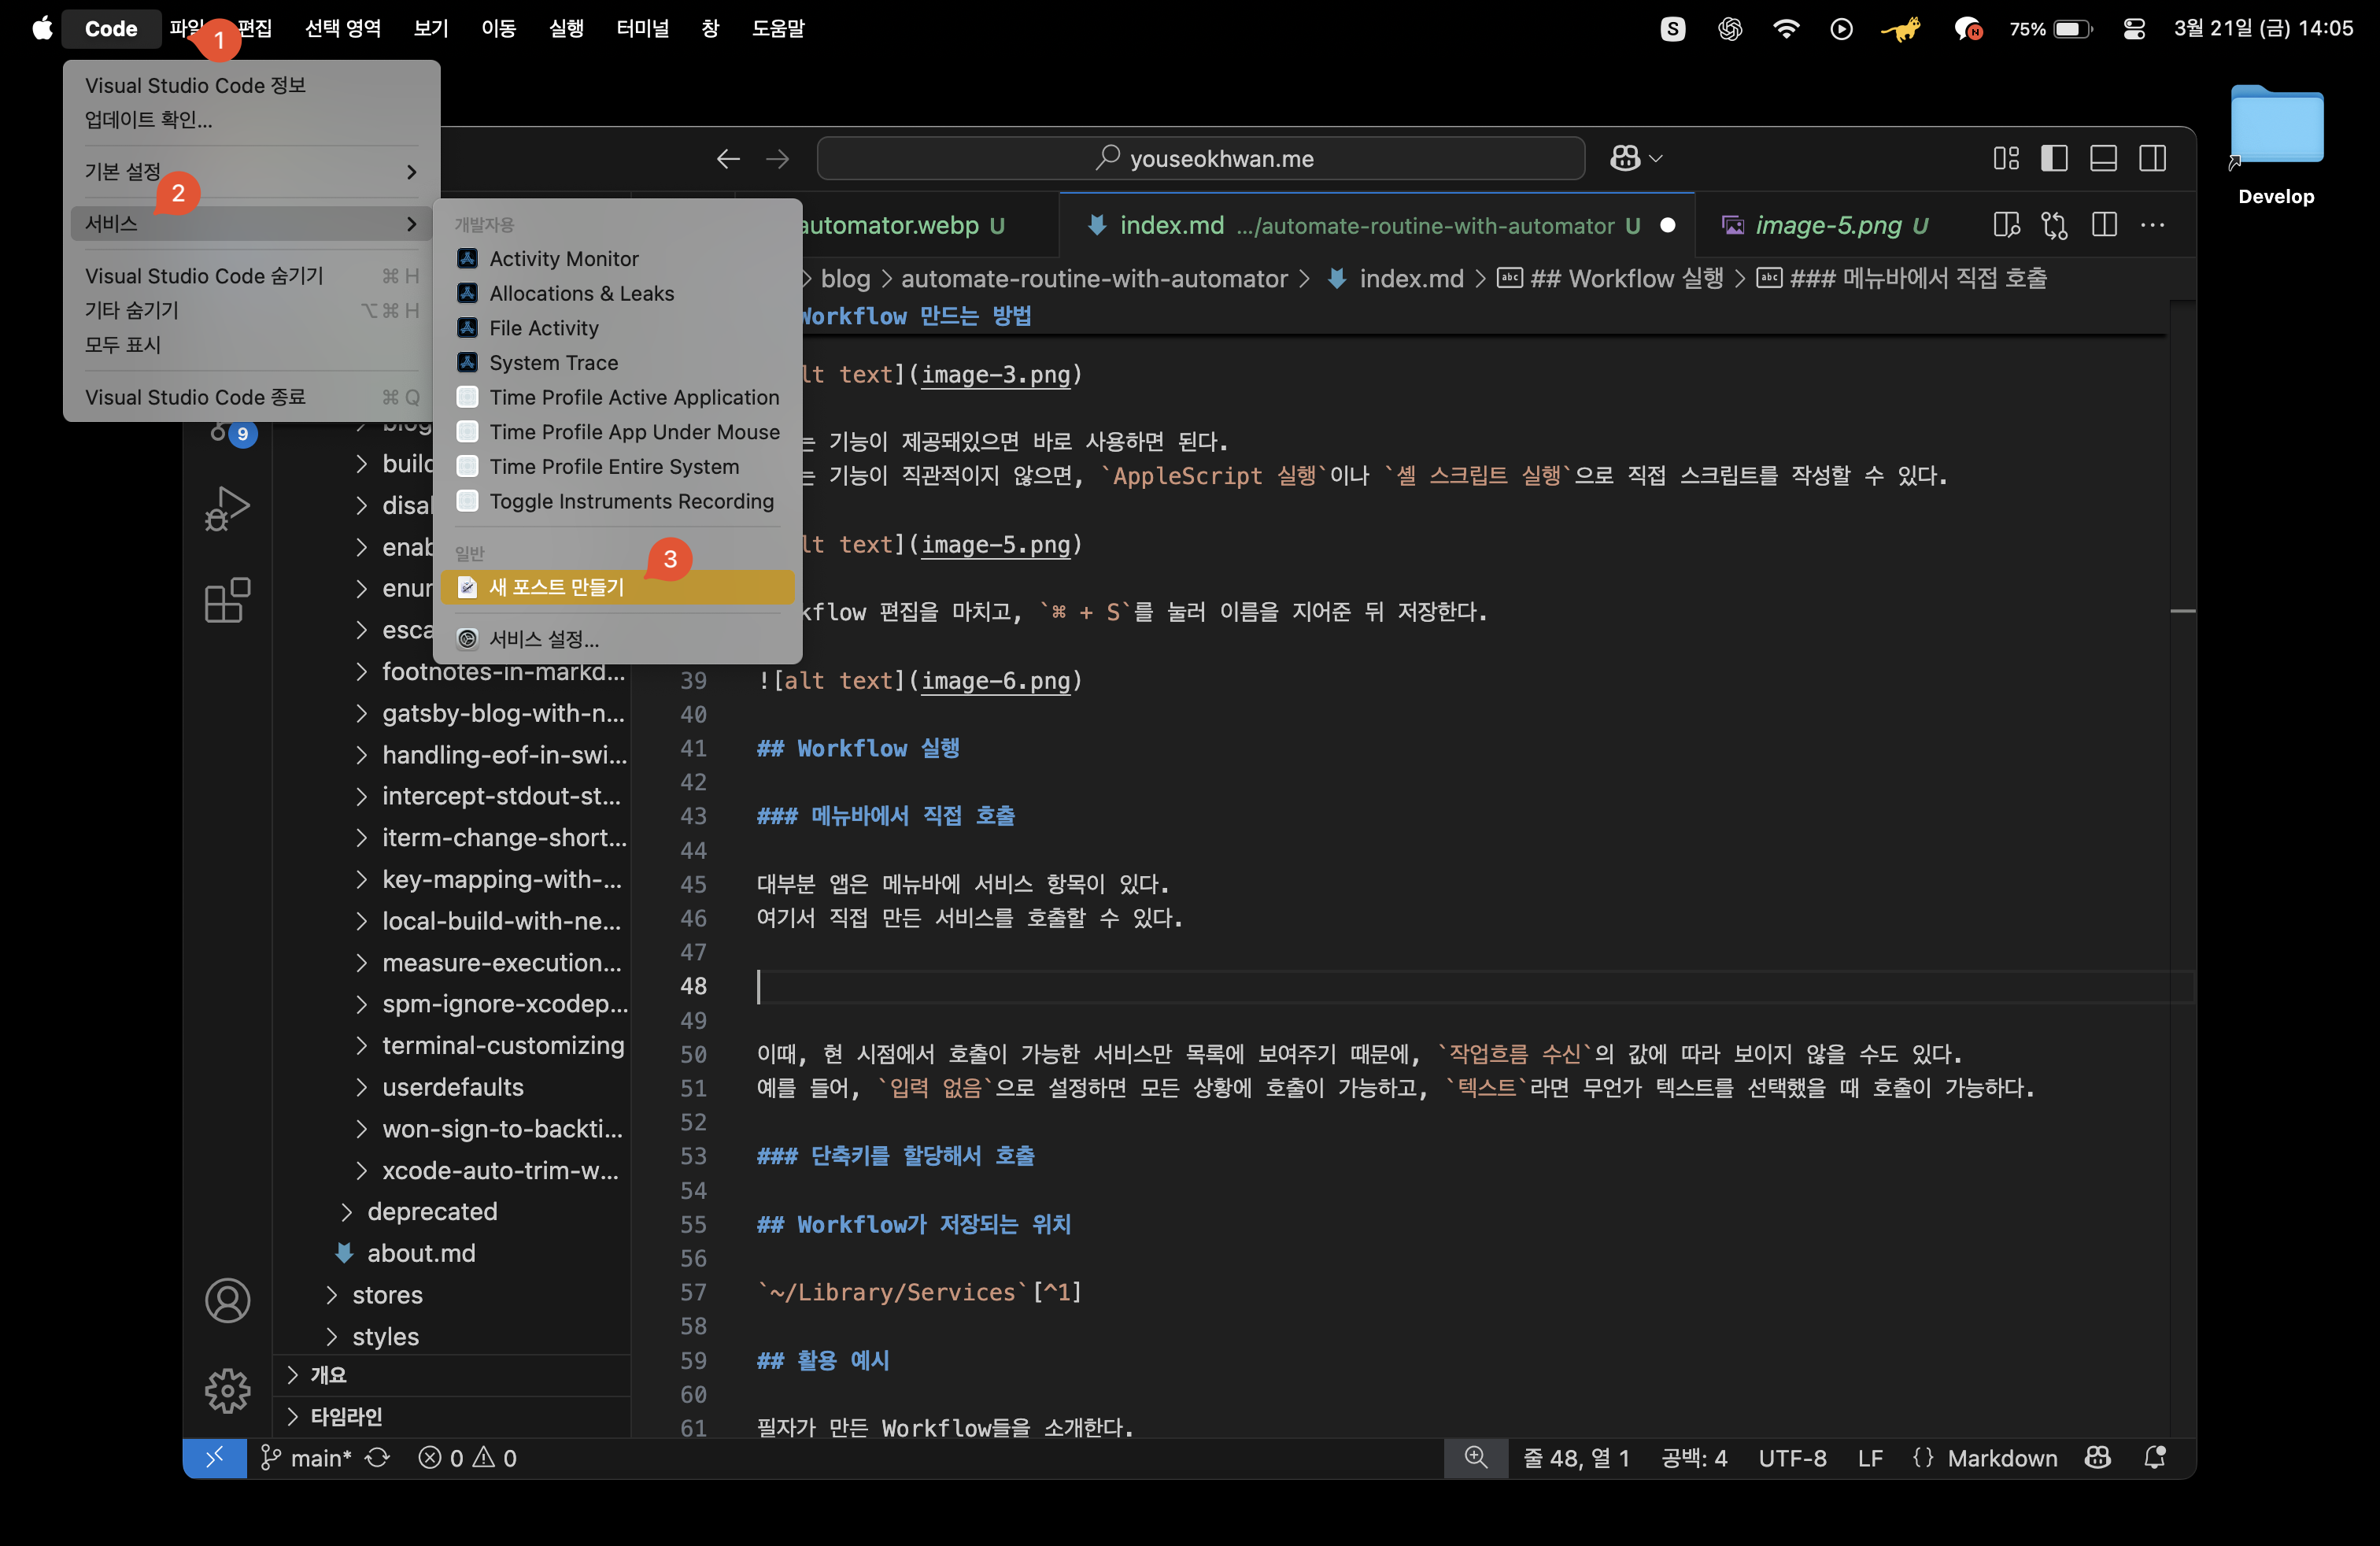 Code 파일 편집 선택 영역 보기 이동 실행 터미널 창 도움말
S 75% 3월 21일 (금) 14:05
1
Visual Studio Code 정보
업데이트 확인...
기본 설정
2
서비스
Visual Studio Code 숨기기 ⌘ H
기타 숨기기 ⌥ ⌘ H
모두 표시
Visual Studio Code 종료 ⌘ Q
개발자용
Activity Monitor
Allocations & Leaks
File Activity
System Trace
Time Profile Active Application
Time Profile App Under Mouse
Time Profile Entire System
Toggle Instruments Recording
일반
3
새 포스트 만들기
서비스 설정...
Develop
youseokhwan.me
automator.webp U
index.md .../automate-routine-with-automator U
image-5.png U
blog > automate-routine-with-automator > index.md > ## Workflow 실행 > ### 메뉴바에서 직접 호출
Workflow 만드는 방법
lt text](image-3.png)
는 기능이 제공돼있으면 바로 사용하면 된다.
는 기능이 직관적이지 않으면, `AppleScript 실행`이나 `셸 스크립트 실행`으로 직접 스크립트를 작성할 수 있다.
lt text](image-5.png)
kflow 편집을 마치고, `⌘ + S`를 눌러 이름을 지어준 뒤 저장한다.
39 ![alt text](image-6.png)
40
41 ## Workflow 실행
42
43 ### 메뉴바에서 직접 호출
44
45 대부분 앱은 메뉴바에 서비스 항목이 있다.
46 여기서 직접 만든 서비스를 호출할 수 있다.
47
48
49
50 이때, 현 시점에서 호출이 가능한 서비스만 목록에 보여주기 때문에, `작업흐름 수신`의 값에 따라 보이지 않을 수도 있다.
51 예를 들어, `입력 없음`으로 설정하면 모든 상황에 호출이 가능하고, `텍스트`라면 무언가 텍스트를 선택했을 때 호출이 가능하다.
52
53 ### 단축키를 할당해서 호출
54
55 ## Workflow가 저장되는 위치
56
57 `~/Library/Services`[^1]
58
59 ## 활용 예시
60
61 필자가 만든 Workflow들을 소개한다.
9
blog
build
disal
enab
enur
esca
footnotes-in-markd...
gatsby-blog-with-n...
handling-eof-in-swi...
intercept-stdout-st...
iterm-change-short...
key-mapping-with-...
local-build-with-ne...
measure-execution...
spm-ignore-xcodep...
terminal-customizing
userdefaults
won-sign-to-backti...
xcode-auto-trim-w...
deprecated
about.md
stores
styles
개요
타임라인
main* 0 0
줄 48, 열 1 공백: 4 UTF-8 LF {} Markdown